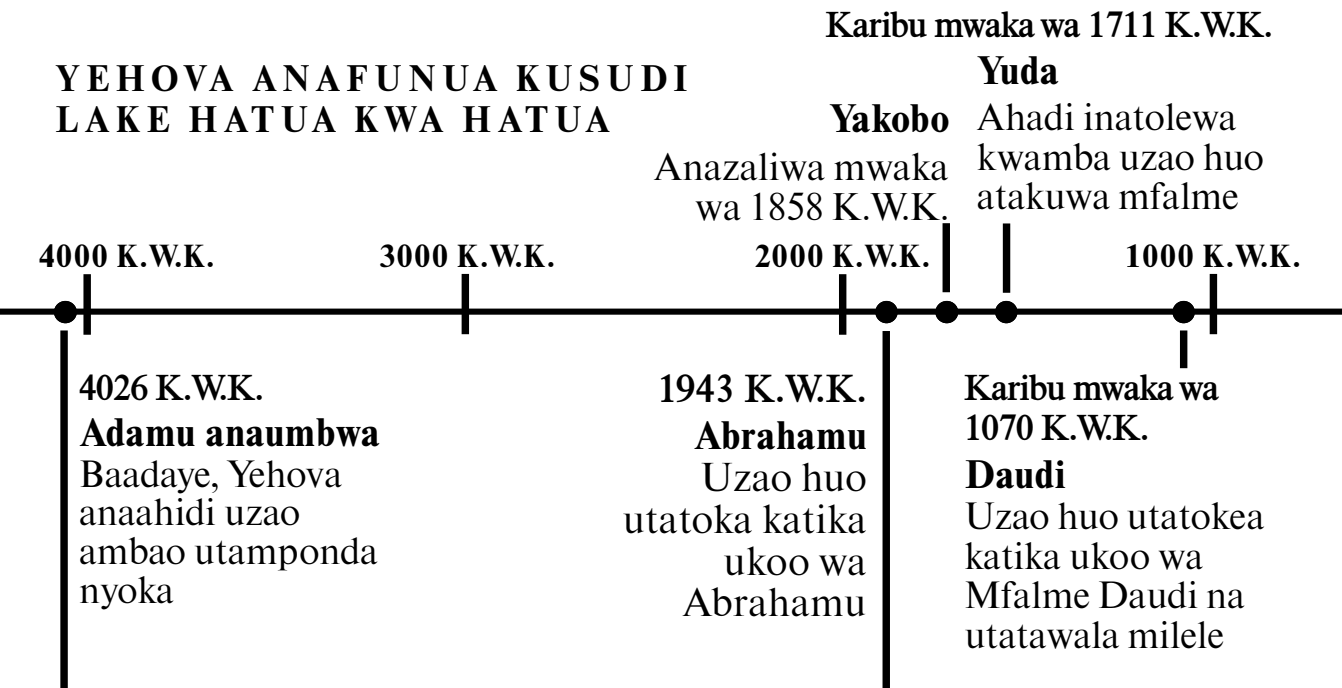 YEHOVA ANAFUNUA KUSUDI
LAKE HATUA KWA HATUA
Yakobo
Anazaliwa mwaka
wa 1858 K.W.K.
Karibu mwaka wa 1711 K.W.K.
Yuda
Ahadi inatolewa
kwamba uzao huo
atakuwa mfalme
4000 K.W.K.
3000 K.W.K.
2000 K.W.K.
1000 K.W.K.
4026 K.W.K.
Adamu anaumbwa
Baadaye, Yehova
anaahidi uzao
ambao utamponda
nyoka
1943 K.W.K.
Abrahamu
Uzao huo
utatoka katika
ukoo wa
Abrahamu
Karibu mwaka wa
1070 K.W.K.
Daudi
Uzao huo utatokea
katika ukoo wa
Mfalme Daudi na
utatawala milele